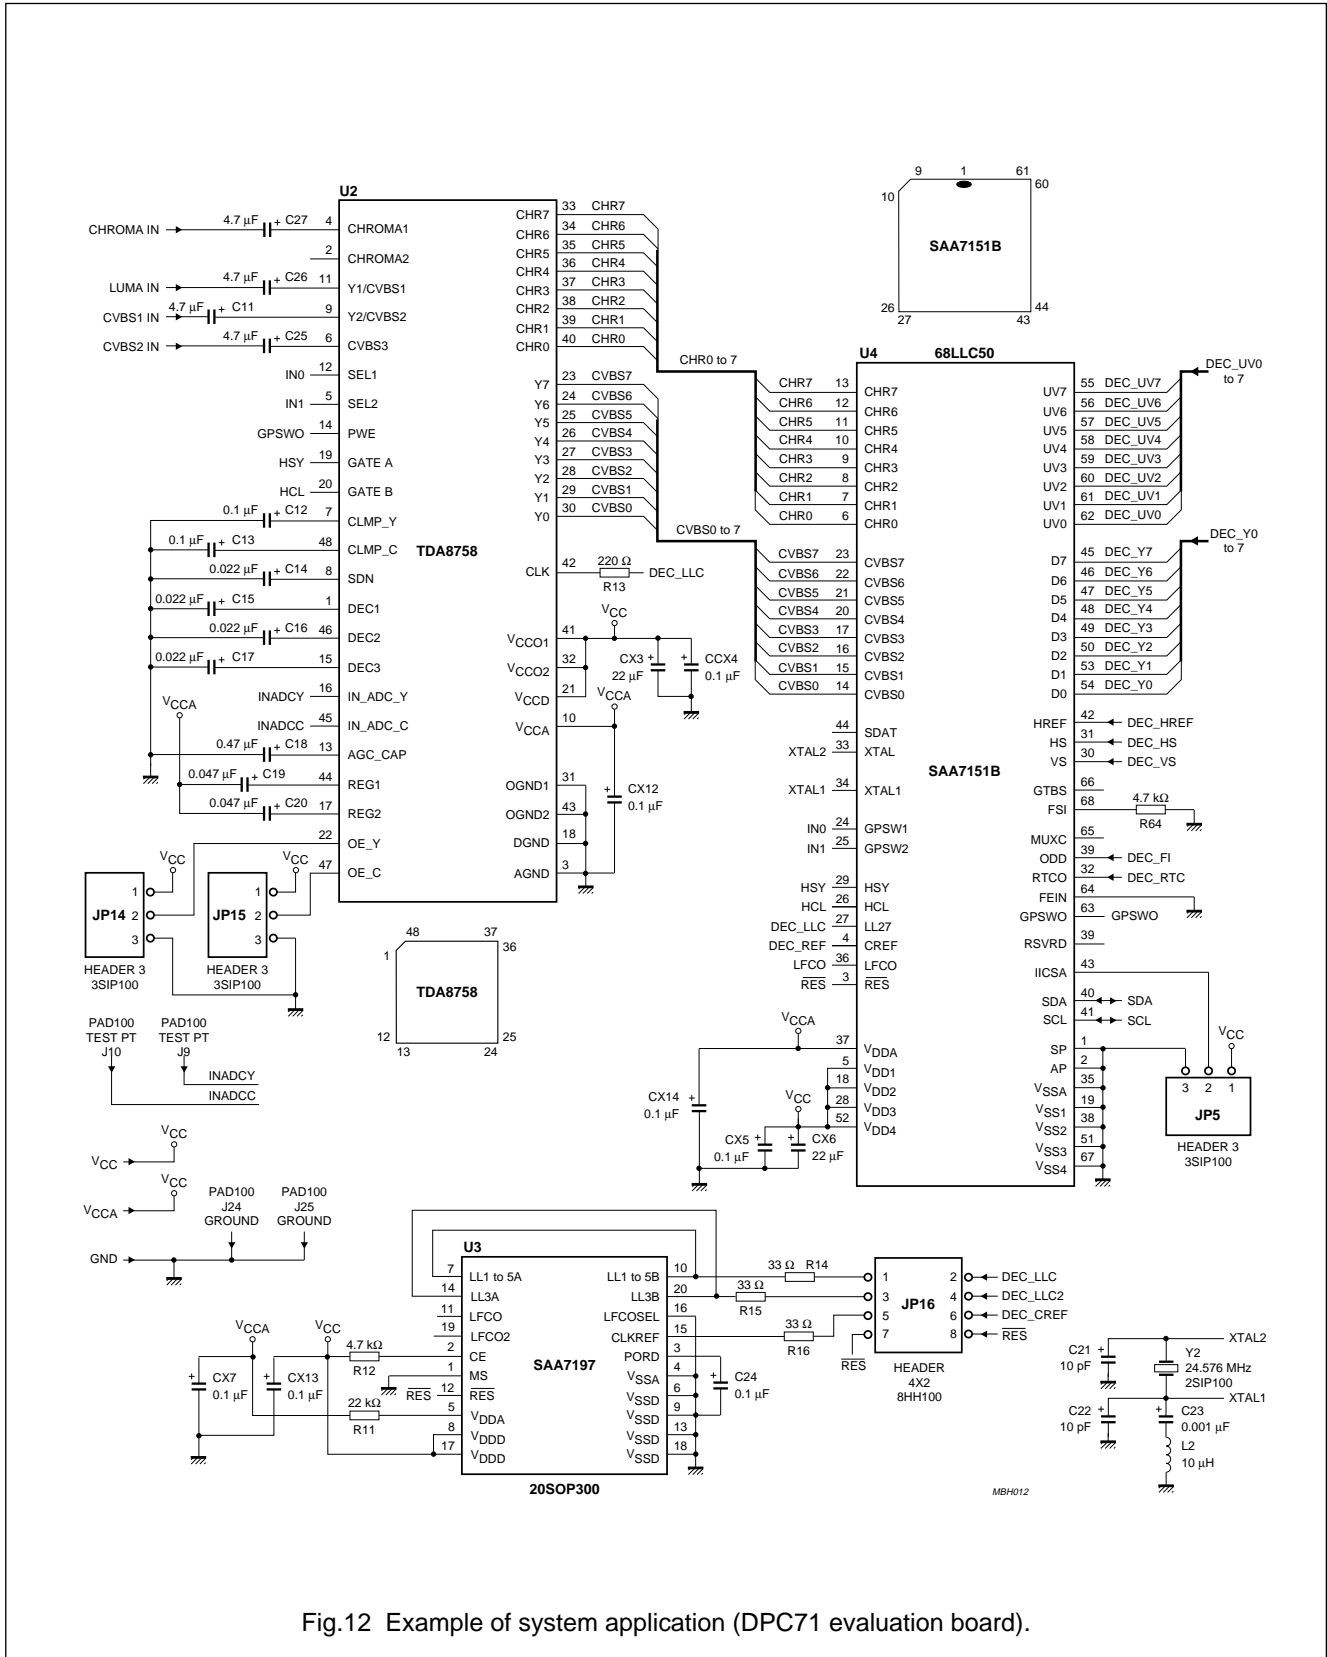 U2
TDA8758
CHROMA IN 4.7 µF + C27 4 CHROMA1
2 CHROMA2
LUMA IN 4.7 µF + C26 11 Y1/CVBS1
CVBS1 IN 4.7 µF + C11 9 Y2/CVBS2
CVBS2 IN 4.7 µF + C25 6 CVBS3
IN0 12 SEL1
IN1 5 SEL2
GPSWO 14 PWE
HSY 19 GATE A
HCL 20 GATE B
0.1 µF + C12 7 CLMP_Y
0.1 µF + C13 48 CLMP_C
0.022 µF + C14 8 SDN
0.022 µF + C15 1 DEC1
0.022 µF + C16 46 DEC2
0.022 µF + C17 15 DEC3
INADCY 16 IN_ADC_Y
VCCA
INADCC 45 IN_ADC_C
0.47 µF + C18 13 AGC_CAP
0.047 µF + C19 44 REG1
0.047 µF + C20 17 REG2
22 OE_Y
47 OE_C
CHR7 33 CHR7
CHR6 34 CHR6
CHR5 35 CHR5
CHR4 36 CHR4
CHR3 37 CHR3
CHR2 38 CHR2
CHR1 39 CHR1
CHR0 40 CHR0
CHR0 to 7
Y7 23 CVBS7
Y6 24 CVBS6
Y5 25 CVBS5
Y4 26 CVBS4
Y3 27 CVBS3
Y2 28 CVBS2
Y1 29 CVBS1
Y0 30 CVBS0
CVBS0 to 7
CLK 42 220 Ω DEC_LLC
R13
VCC
VCCO1 41
VCCO2 32
VCCD 21
+ CX3 22 µF
+ CCX4 0.1 µF
VCCA
VCCA 10
+ CX12
0.1 µF
OGND1 31
OGND2 43
DGND 18
AGND 3
VCC
VCC
JP14 1 2 3
JP15 1 2 3
HEADER 3 HEADER 3
3SIP100 3SIP100
48 37
1 36
TDA8758
12 25
13 24
PAD100 PAD100
TEST PT TEST PT
J10 J9
INADCY
INADCC
VCC
VCC
VCC
VCCA
PAD100 PAD100
J24 J25
GROUND GROUND
GND
9 1 61
10 60
SAA7151B
26 44
27 43
U4 68LLC50
SAA7151B
CHR7 13 CHR7
CHR6 12 CHR6
CHR5 11 CHR5
CHR4 10 CHR4
CHR3 9 CHR3
CHR2 8 CHR2
CHR1 7 CHR1
CHR0 6 CHR0
CVBS7 23 CVBS7
CVBS6 22 CVBS6
CVBS5 21 CVBS5
CVBS4 20 CVBS4
CVBS3 17 CVBS3
CVBS2 16 CVBS2
CVBS1 15 CVBS1
CVBS0 14 CVBS0
44 SDAT
XTAL2 33 XTAL
XTAL1 34 XTAL1
IN0 24 GPSW1
IN1 25 GPSW2
HSY 29 HSY
HCL 26 HCL
DEC_LLC 27 LL27
DEC_REF 4 CREF
LFCO 36 LFCO
RES 3 RES
VCCA
37 VDDA
5 VDD1
18 VDD2
28 VDD3
52 VDD4
VCC
CX14 +
0.1 µF
CX5 +
0.1 µF
+ CX6
22 µF
DEC_UV0
to 7
UV7 55 DEC_UV7
UV6 56 DEC_UV6
UV5 57 DEC_UV5
UV4 58 DEC_UV4
UV3 59 DEC_UV3
UV2 60 DEC_UV2
UV1 61 DEC_UV1
UV0 62 DEC_UV0
DEC_Y0
to 7
D7 45 DEC_Y7
D6 46 DEC_Y6
D5 47 DEC_Y5
D4 48 DEC_Y4
D3 49 DEC_Y3
D2 50 DEC_Y2
D1 53 DEC_Y1
D0 54 DEC_Y0
HREF 42 DEC_HREF
HS 31 DEC_HS
VS 30 DEC_VS
GTBS 66
FSI 68 4.7 kΩ
R64
MUXC 65
ODD 39 DEC_FI
RTCO 32 DEC_RTC
FEIN 64
GPSWO 63 GPSWO
RSVRD 39
IICSA 43
SDA 40 SDA
SCL 41 SCL
SP 1
AP 2
VSSA 35
VSS1 19
VSS2 38
VSS3 51
VSS4 67
VCC
3 2 1
JP5
HEADER 3
3SIP100
U3
SAA7197
20SOP300
7 LL1 to 5A
14 LL3A
11 LFCO
19 LFCO2
2 CE
1 MS
RES 12 RES
5 VDDA
8 VDDD
17 VDDD
VCCA VCC
4.7 kΩ
R12
22 kΩ
R11
+ CX7
0.1 µF
+ CX13
0.1 µF
LL1 to 5B 10
LL3B 20
LFCOSEL 16
CLKREF 15
PORD 3
VSSA 4
VSSD 6
VSSD 9
VSSD 13
VSSD 18
+ C24
0.1 µF
33 Ω R14
33 Ω
R15
33 Ω
R16
RES
JP16
1 2 DEC_LLC
3 4 DEC_LLC2
5 6 DEC_CREF
7 8 RES
HEADER
4X2
8HH100
XTAL2
C21 +
10 pF
Y2
24.576 MHz
2SIP100
XTAL1
C22 +
10 pF
+ C23
0.001 µF
L2
10 µH
MBH012
Fig.12 Example of system application (DPC71 evaluation board).